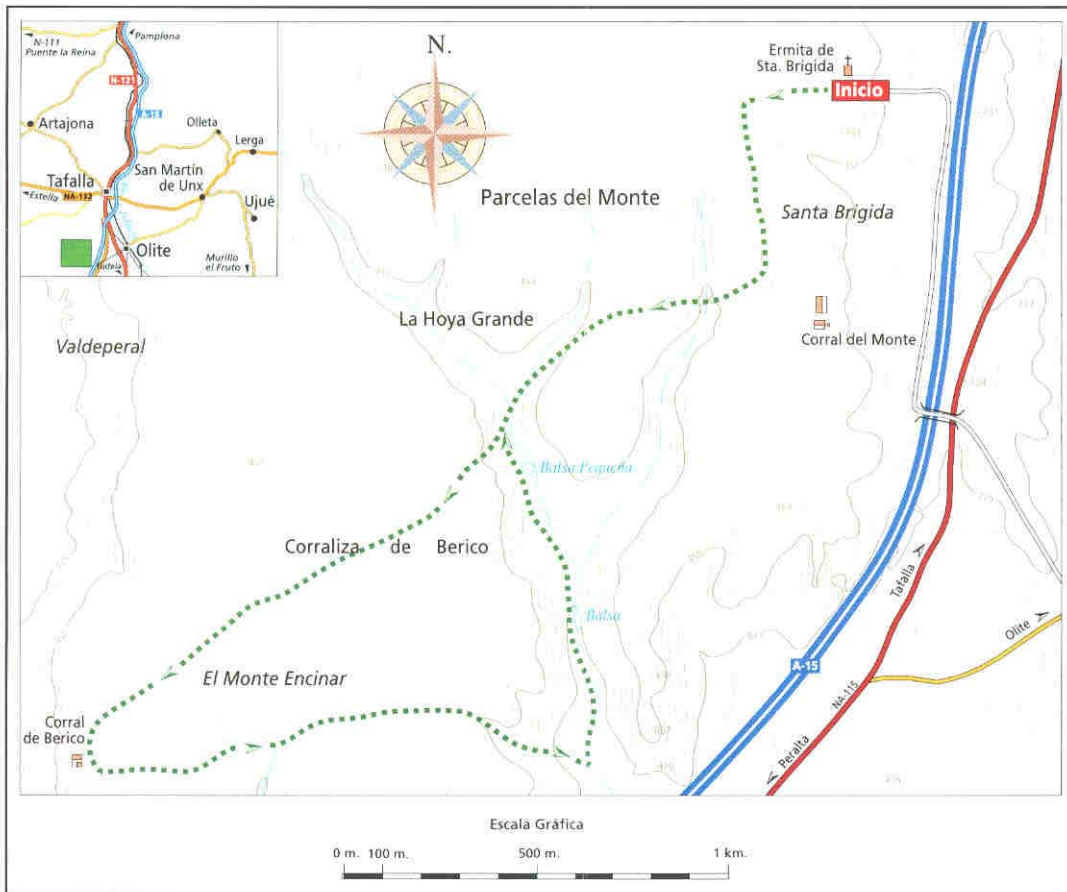 N-111
Puente la Reina
Pamplona
N-121
Artajona
Olleta
Lerga
San Martín
de Unx
Tafalla
NA-132
Estella
Ujué
Olite
Tudela
Murillo
el Fruto
N.
Ermita de
Sta. Brigida
Inicio
Parcelas del Monte
Santa Brigida
La Hoya Grande
Corral del Monte
Valdeperal
Balsa Pequeña
Corraliza de Berico
Balsa
Tafalla
Olite
A-15
NA-115
Peralta
El Monte Encinar
Corral
de Berico
Escala Gráfica
0 m. 100 m. 500 m. 1 km.